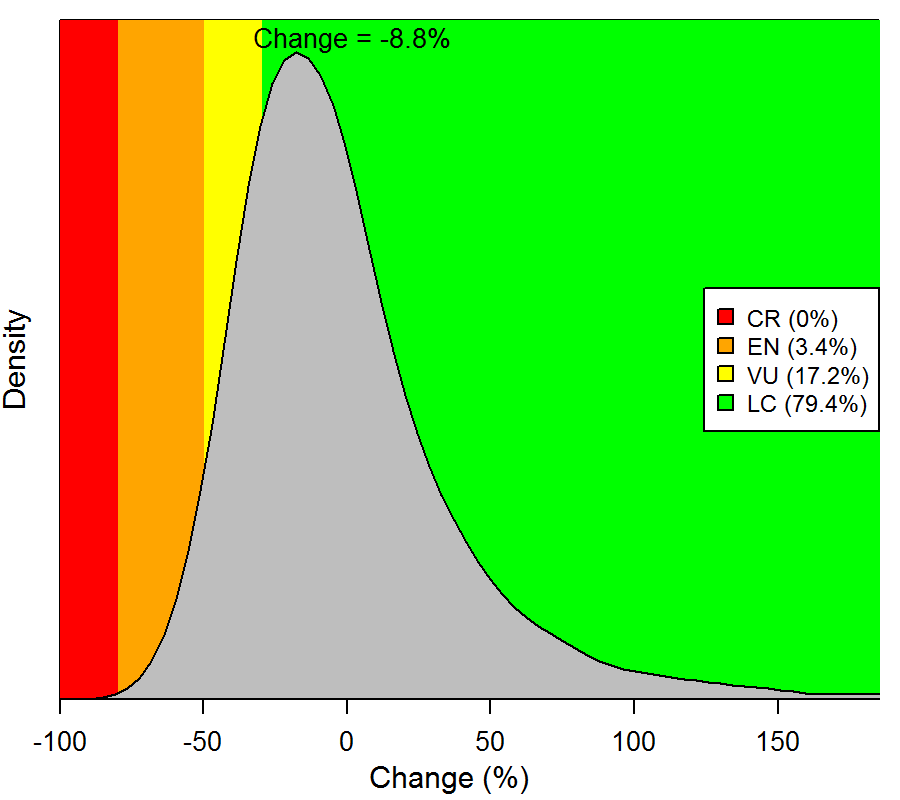 Change = -8.8%
Density
CR (0%)
EN (3.4%)
VU (17.2%)
LC (79.4%)
-100 -50 0 50 100 150
Change (%)